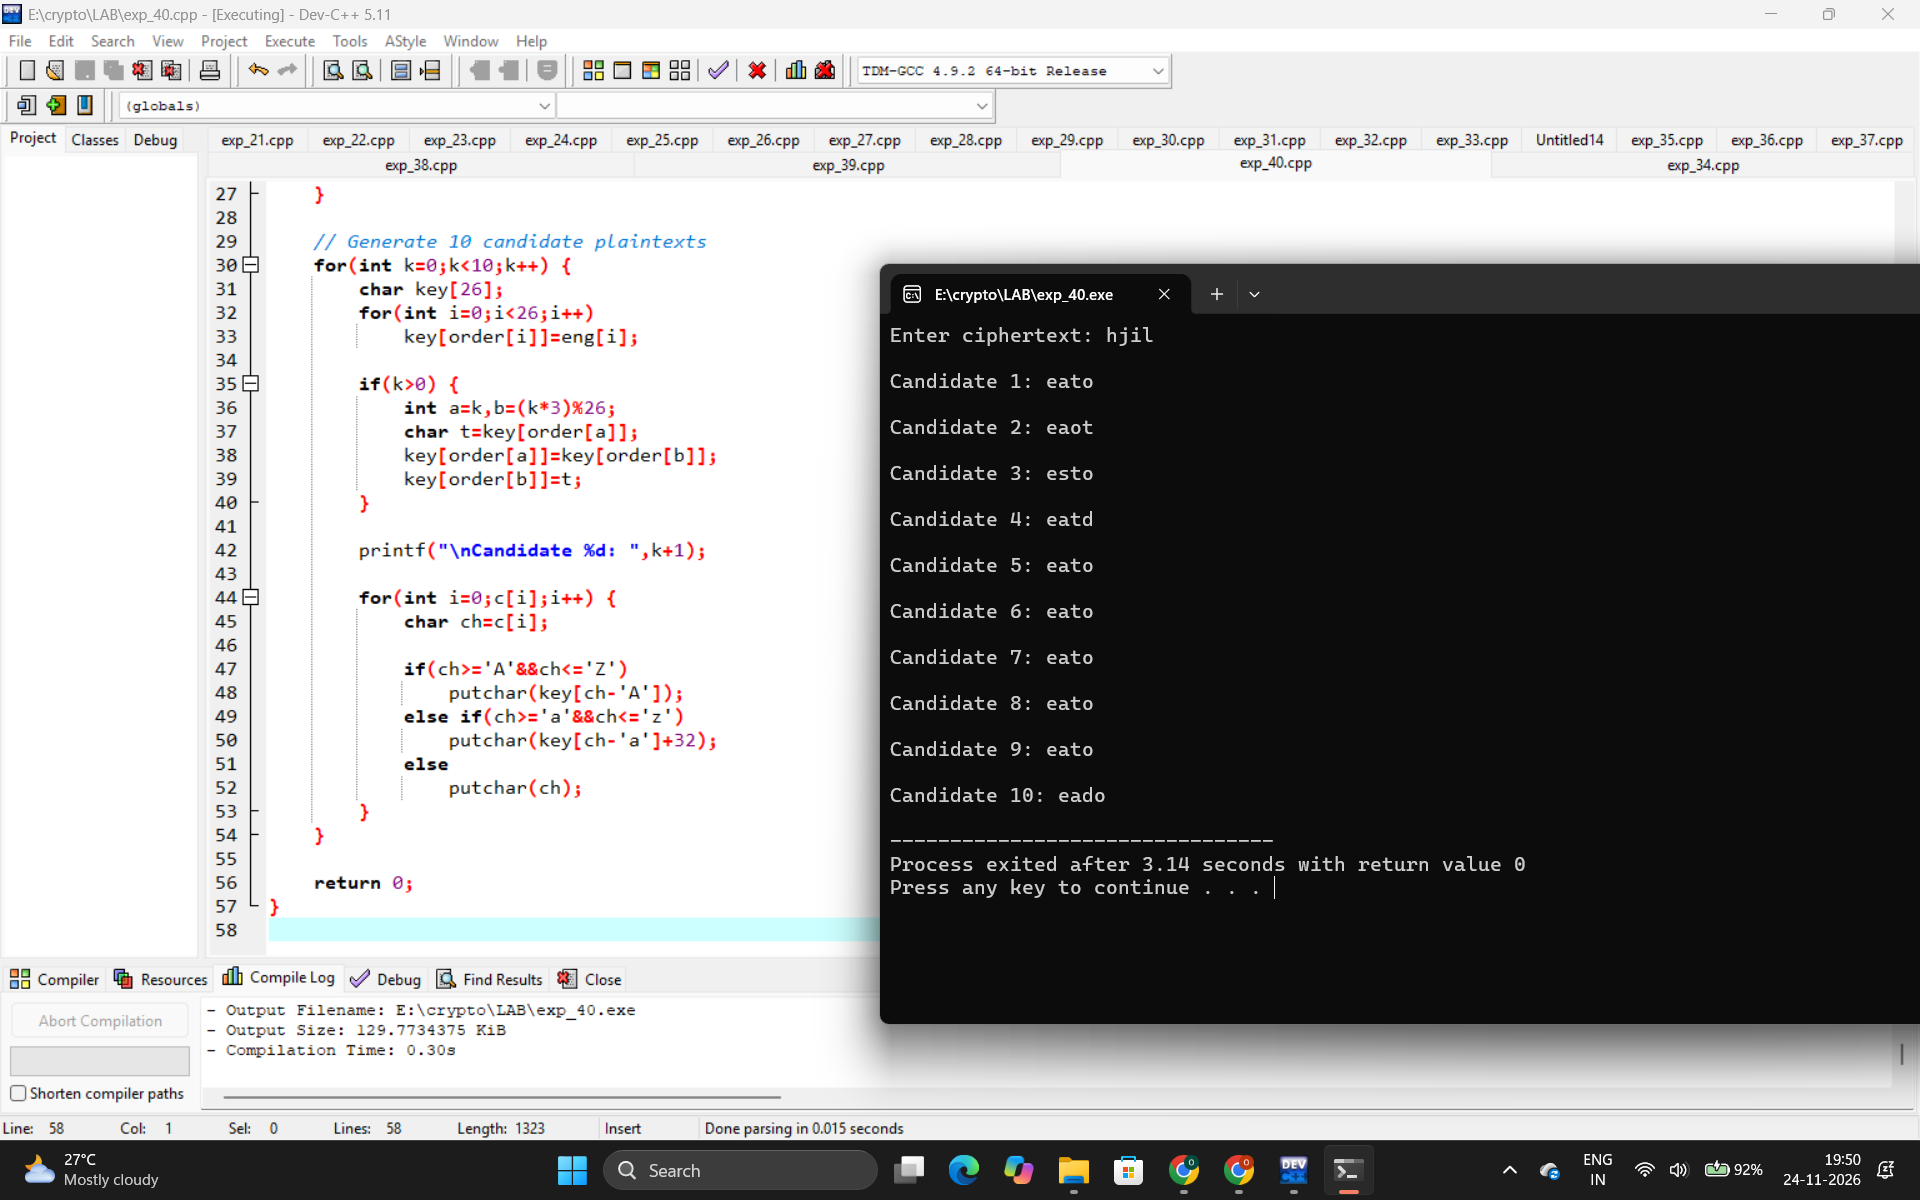 E:\crypto\LAB\exp_40.cpp - [Executing] - Dev-C++ 5.11
File Edit Search View Project Execute Tools AStyle Window Help
TDM-GCC 4.9.2 64-bit Release
(globals)
Project Classes Debug
exp_21.cpp exp_22.cpp exp_23.cpp exp_24.cpp exp_25.cpp exp_26.cpp exp_27.cpp exp_28.cpp exp_29.cpp exp_30.cpp exp_31.cpp exp_32.cpp exp_33.cpp Untitled14 exp_35.cpp exp_36.cpp exp_37.cpp
exp_38.cpp exp_39.cpp exp_40.cpp exp_34.cpp
27 }
28
29 // Generate 10 candidate plaintexts
30 for(int k=0;k<10;k++) {
31 char key[26];
32 for(int i=0;i<26;i++)
33 key[order[i]]=eng[i];
34
35 if(k>0) {
36 int a=k,b=(k*3)%26;
37 char t=key[order[a]];
38 key[order[a]]=key[order[b]];
39 key[order[b]]=t;
40 }
41
42 printf("\nCandidate %d: ",k+1);
43
44 for(int i=0;c[i];i++) {
45 char ch=c[i];
46
47 if(ch>='A'&&ch<='Z')
48 putchar(key[ch-'A']);
49 else if(ch>='a'&&ch<='z')
50 putchar(key[ch-'a']+32);
51 else
52 putchar(ch);
53 }
54 }
55
56 return 0;
57 }
58
E:\crypto\LAB\exp_40.exe
Enter ciphertext: hjil
Candidate 1: eato
Candidate 2: eaot
Candidate 3: esto
Candidate 4: eatd
Candidate 5: eato
Candidate 6: eato
Candidate 7: eato
Candidate 8: eato
Candidate 9: eato
Candidate 10: eado
--------------------------------
Process exited after 3.14 seconds with return value 0
Press any key to continue . . .
Compiler Resources Compile Log Debug Find Results Close
Abort Compilation
Shorten compiler paths
- Output Filename: E:\crypto\LAB\exp_40.exe
- Output Size: 129.7734375 KiB
- Compilation Time: 0.30s
Line: 58 Col: 1 Sel: 0 Lines: 58 Length: 1323 Insert Done parsing in 0.015 seconds
27°C
Mostly cloudy
Search
DEV
ENG
IN
92%
19:50
24-11-2026